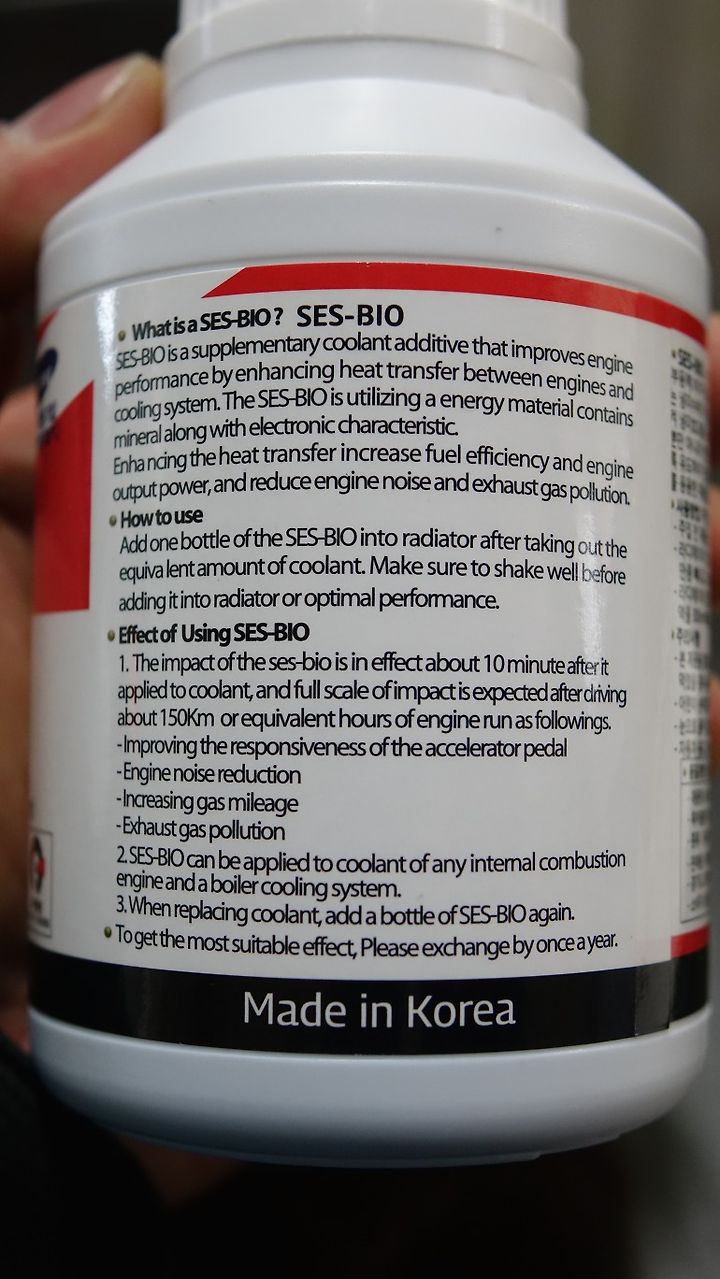 • What is a SES-BIO? SES-BIO
SES-BIO is a supplementary coolant additive that improves engine
performance by enhancing heat transfer between engines and
cooling system. The SES-BIO is utilizing a energy material contains
mineral along with electronic characteristic.
Enha ncing the heat transfer increase fuel efficiency and engine
output power, and reduce engine noise and exhaust gas pollution.
• How to use
Add one bottle of the SES-BIO into radiator after taking out the
equiva lent amount of coolant. Make sure to shake well before
adding it into radiator or optimal performance.
• Effect of Using SES-BIO
1. The impact of the ses-bio is in effect about 10 minute after it
applied to coolant, and full scale of impact is expected after driving
about 150Km or equivalent hours of engine run as followings.
- Improving the responsiveness of the accelerator pedal
- Engine noise reduction
- Increasing gas mileage
- Exhaust gas pollution
2. SES-BIO can be applied to coolant of any internal combustion
engine and a boiler cooling system.
3. When replacing coolant, add a bottle of SES-BIO again.
• To get the most suitable effect, Please exchange by once a year.
Made in Korea